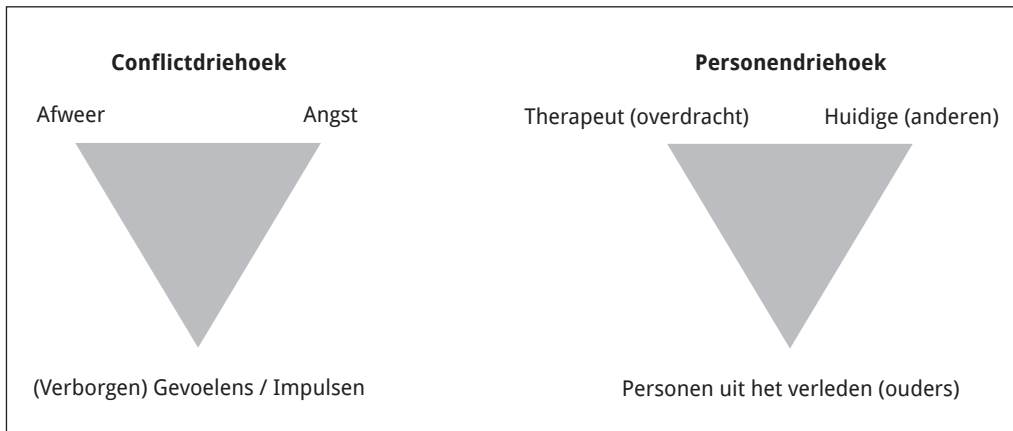 Conflictdriehoek
Afweer
Angst
(Verborgen) Gevoelens / Impulsen
Personendriehoek
Therapeut (overdracht)
Huidige (anderen)
Personen uit het verleden (ouders)